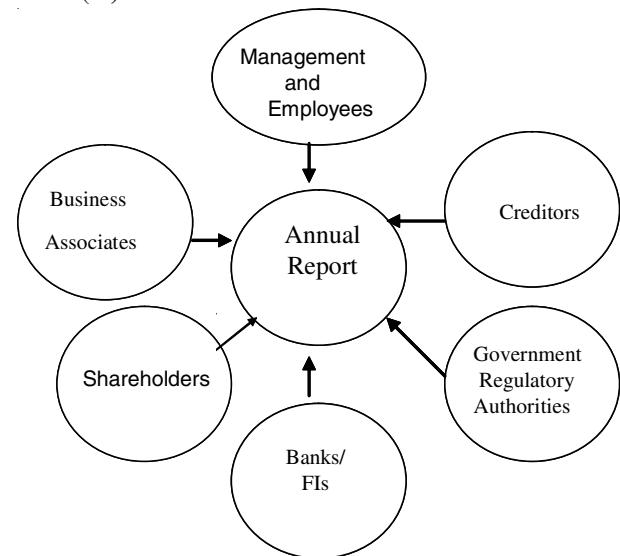 Management
and
Employees
Business
Associates
Creditors
Annual
Report
Shareholders
Government
Regulatory
Authorities
Banks/
FIs